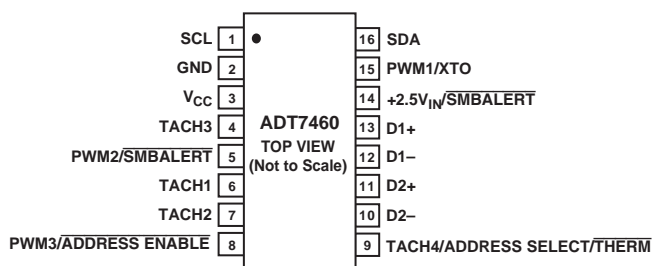 SCL 1
GND 2
VCC 3
TACH3 4
PWM2/SMBALERT 5
TACH1 6
TACH2 7
PWM3/ADDRESS ENABLE 8
ADT7460
TOP VIEW
(Not to Scale)
16 SDA
15 PWM1/XTO
14 +2.5VIN/SMBALERT
13 D1+
12 D1–
11 D2+
10 D2–
9 TACH4/ADDRESS SELECT/THERM